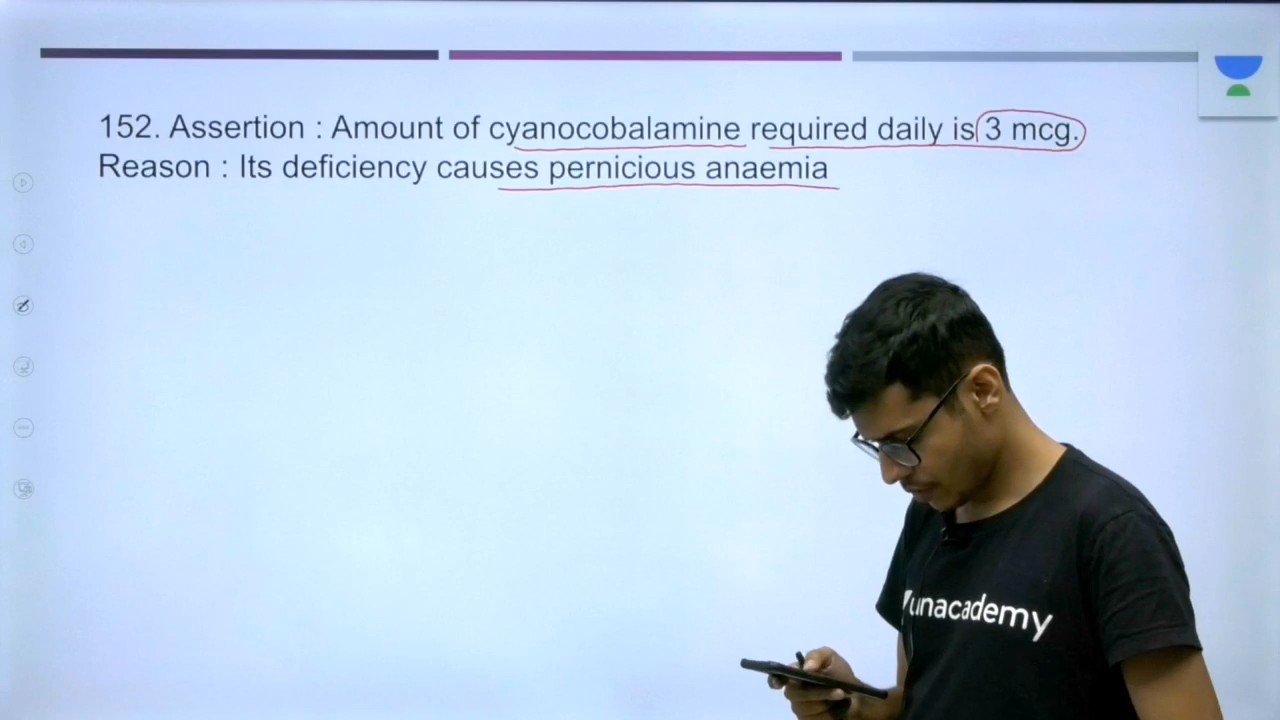 152. Assertion : Amount of cyanocobalamine required daily is 3 mcg.
Reason : Its deficiency causes pernicious anaemia
unacademy